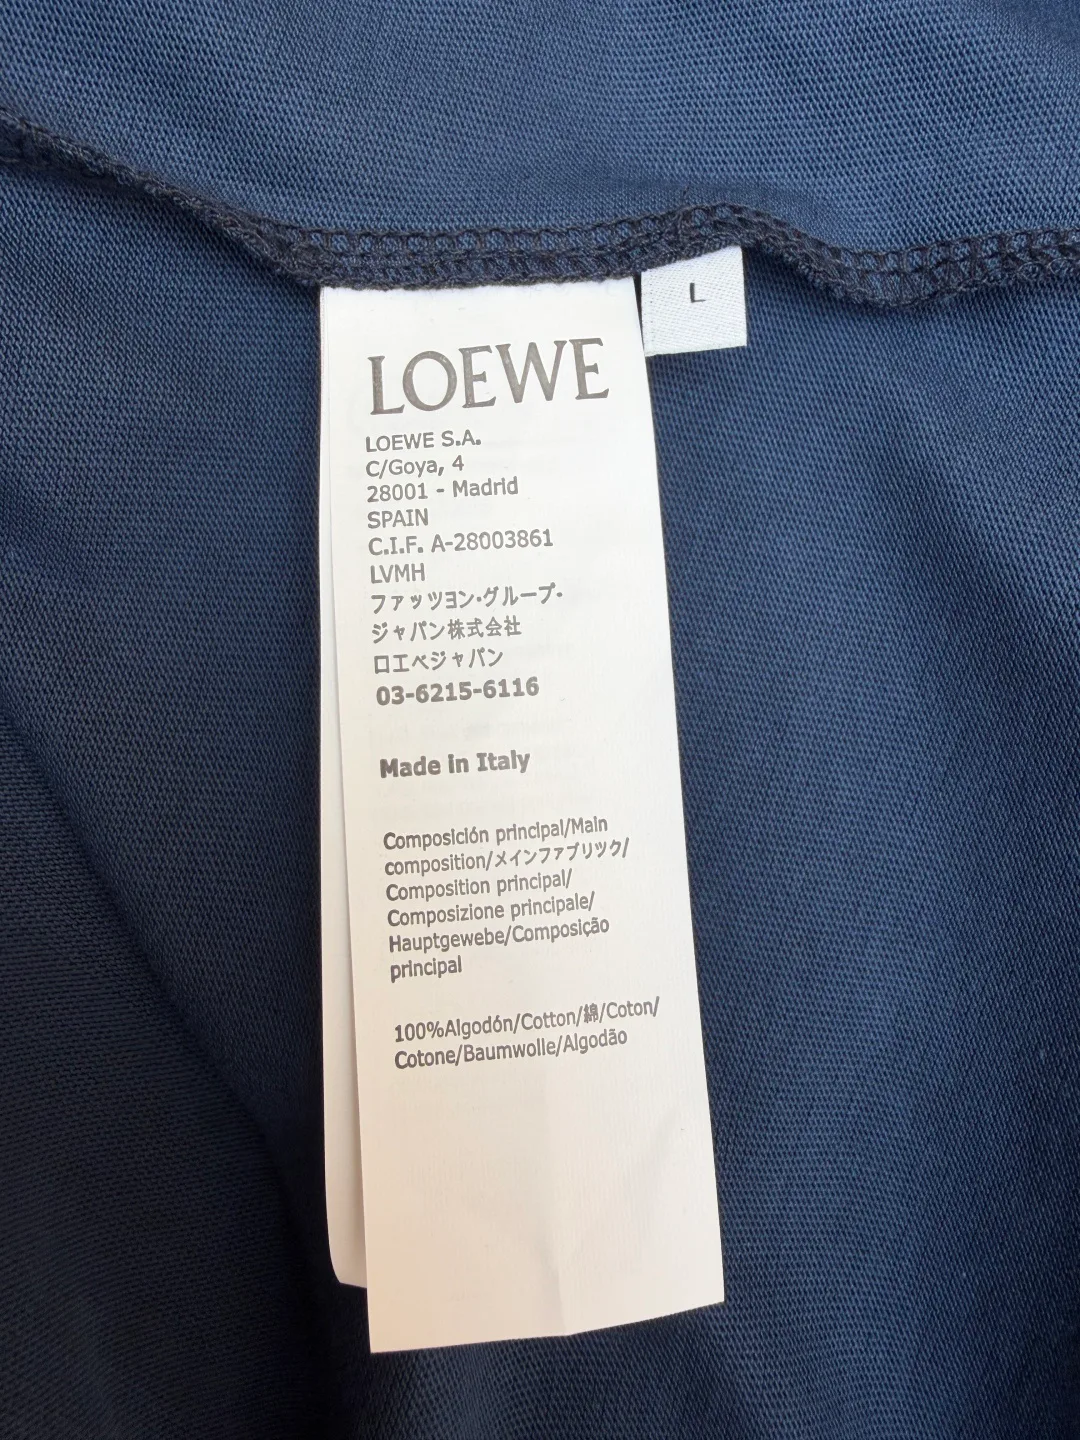 L
LOEWE
LOEWE S.A.
C/Goya, 4
28001 - Madrid
SPAIN
C.I.F. A-28003861
LVMH
ファッツヨン·グループ·
ジャパン株式会社
ロエベジャパン
03-6215-6116
Made in Italy
Composición principal/Main
composition/メインファブリツク/
Composition principal/
Composizione principale/
Hauptgewebe/Composição
principal
100%Algodón/Cotton/綿/Coton/
Cotone/Baumwolle/Algodão